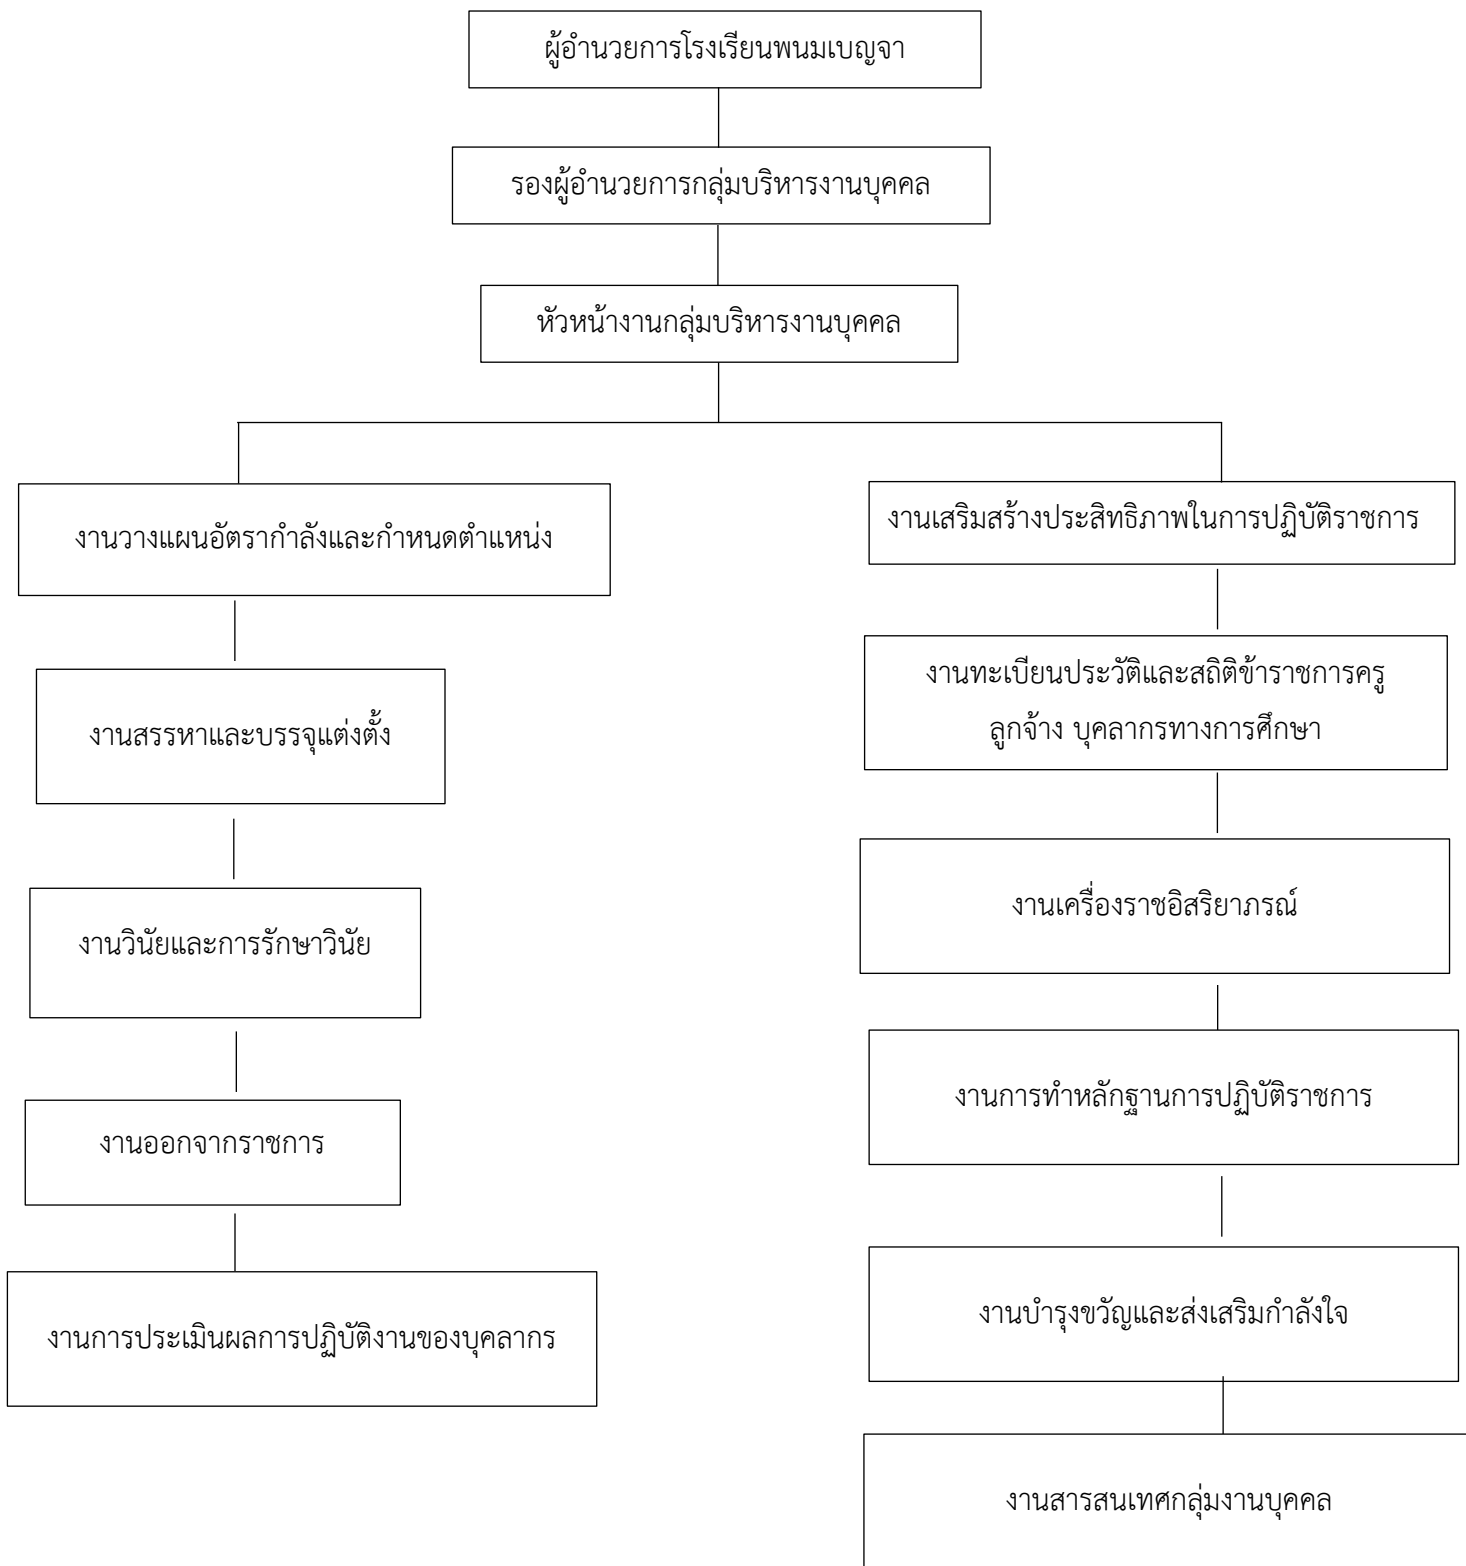 ผู้อำนวยการโรงเรียนพนมเบญจา
รองผู้อำนวยการกลุ่มบริหารงานบุคคล
หัวหน้างานกลุ่มบริหารงานบุคคล
งานวางแผนอัตรากำลังและกำหนดตำแหน่ง
งานสรรหาและบรรจุแต่งตั้ง
งานวินัยและการรักษาวินัย
งานออกจากราชการ
งานการประเมินผลการปฏิบัติงานของบุคลากร
งานเสริมสร้างประสิทธิภาพในการปฏิบัติราชการ
งานทะเบียนประวัติและสถิติข้าราชการครู
ลูกจ้าง บุคลากรทางการศึกษา
งานเครื่องราชอิสริยาภรณ์
งานการทำหลักฐานการปฏิบัติราชการ
งานบำรุงขวัญและส่งเสริมกำลังใจ
งานสารสนเทศกลุ่มงานบุคคล